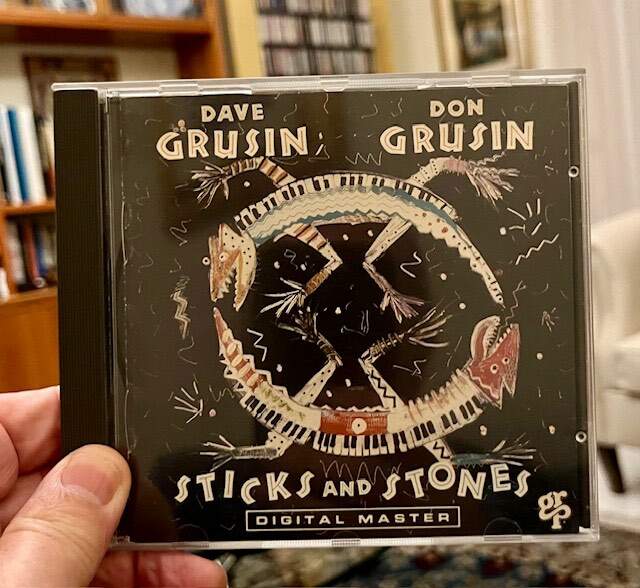 DAVE
GRUSIN
DON
GRUSIN
STICKS AND STONES
DIGITAL MASTER
grp